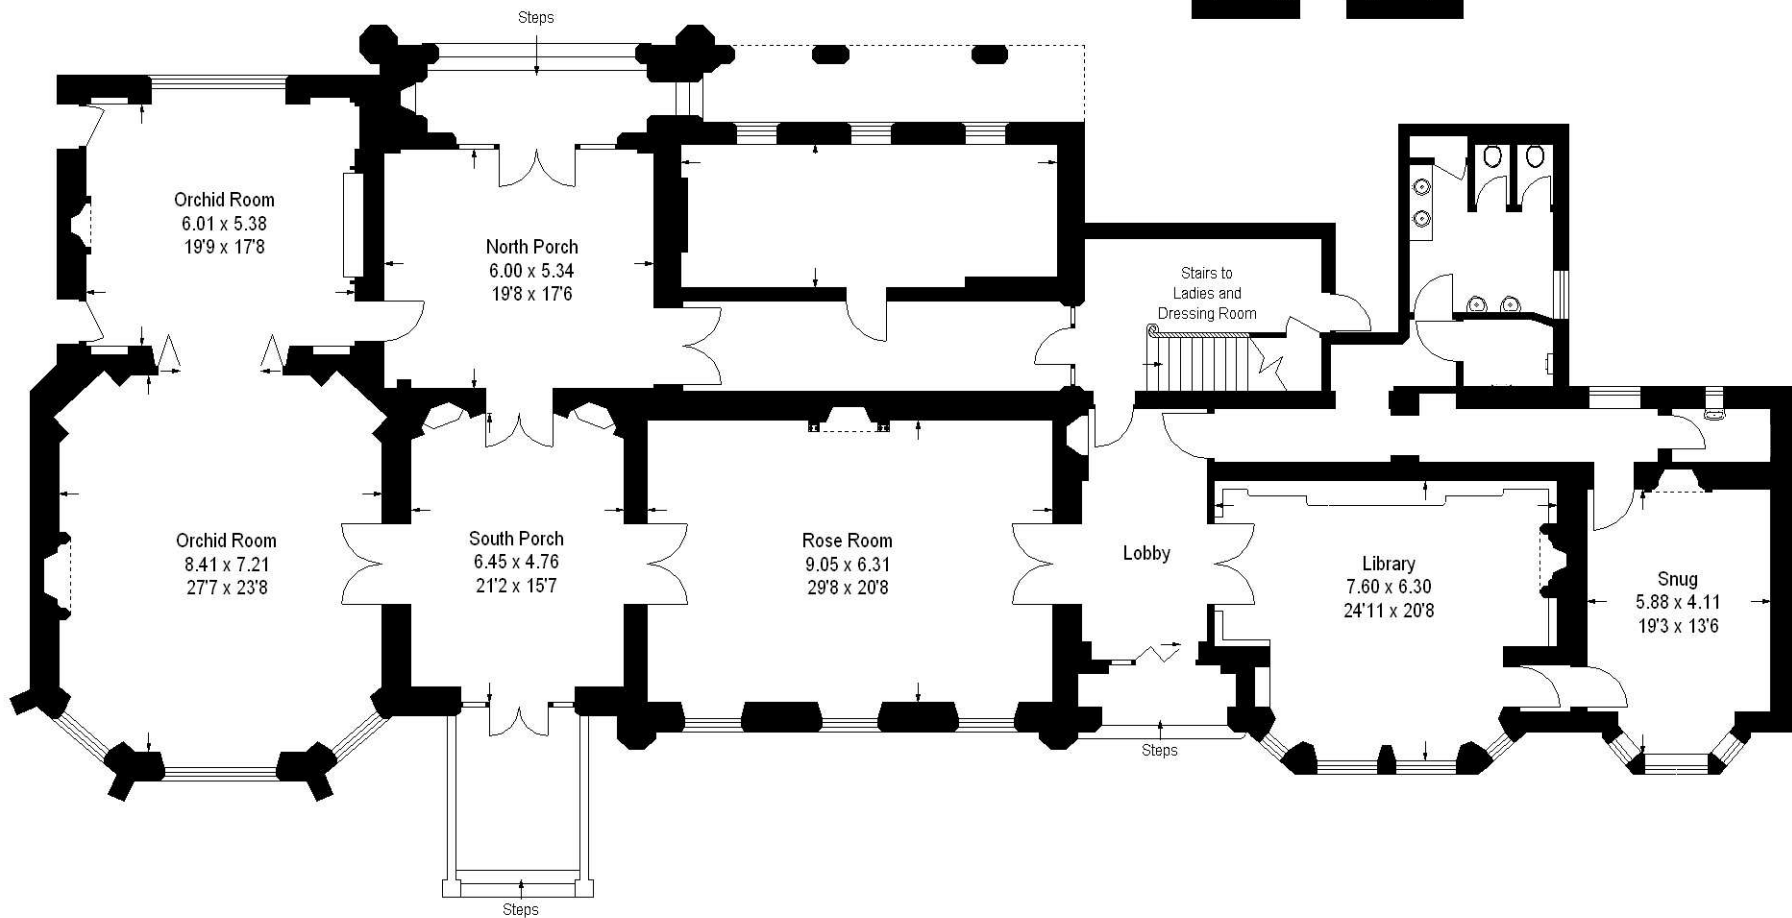 Steps
Orchid Room
6.01 x 5.38
19'9 x 17'8
North Porch
6.00 x 5.34
19'8 x 17'6
Stairs to
Ladies and
Dressing Room
Orchid Room
8.41 x 7.21
27'7 x 23'8
South Porch
6.45 x 4.76
21'2 x 15'7
Rose Room
9.05 x 6.31
29'8 x 20'8
Lobby
Library
7.60 x 6.30
24'11 x 20'8
Snug
5.88 x 4.11
19'3 x 13'6
Steps
Steps